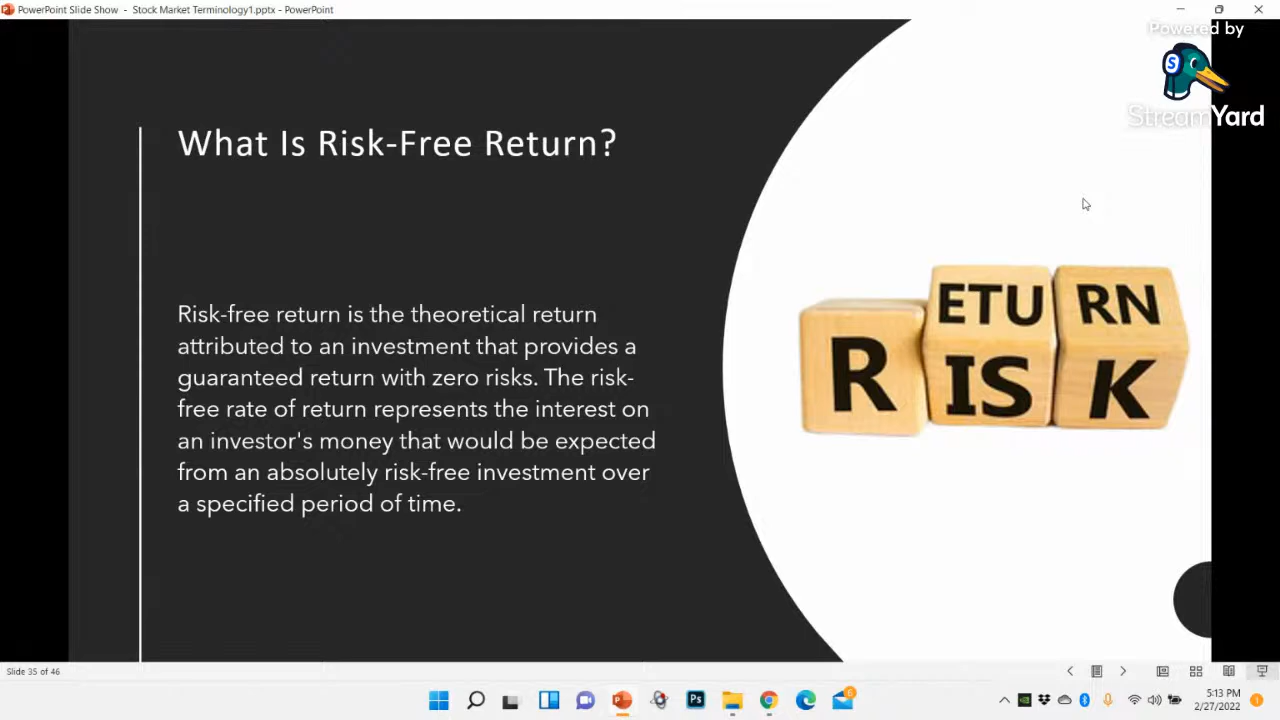 PowerPoint Slide Show - Stock Market Terminology1.pptx - PowerPoint
Powered by
S
StreamYard
What Is Risk-Free Return?
Risk-free return is the theoretical return
attributed to an investment that provides a
guaranteed return with zero risks. The risk-
free rate of return represents the interest on
an investor's money that would be expected
from an absolutely risk-free investment over
a specified period of time.
ETU RN
R IS K
Slide 35 of 46
Ps
6
5:13 PM
2/27/2022
1